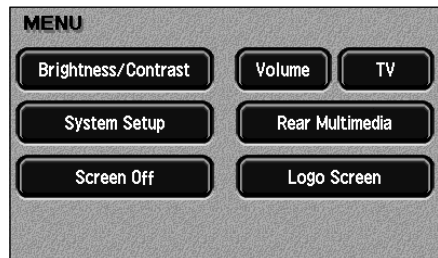 MENU
Brightness/Contrast Volume TV
System Setup Rear Multimedia
Screen Off Logo Screen